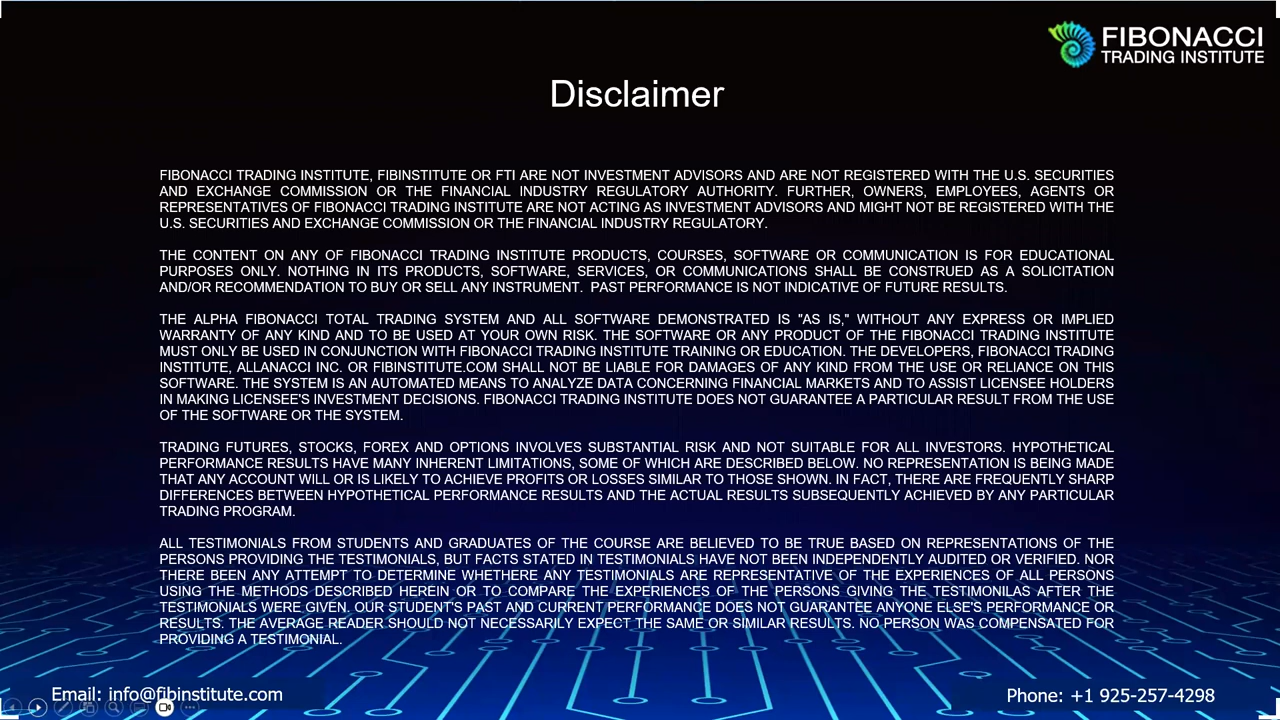 FIBONACCI
TRADING INSTITUTE
Disclaimer
FIBONACCI TRADING INSTITUTE, FIBINSTITUTE OR FTI ARE NOT INVESTMENT ADVISORS AND ARE NOT REGISTERED WITH THE U.S. SECURITIES
AND EXCHANGE COMMISSION OR THE FINANCIAL INDUSTRY REGULATORY AUTHORITY. FURTHER, OWNERS, EMPLOYEES, AGENTS OR
REPRESENTATIVES OF FIBONACCI TRADING INSTITUTE ARE NOT ACTING AS INVESTMENT ADVISORS AND MIGHT NOT BE REGISTERED WITH THE
U.S. SECURITIES AND EXCHANGE COMMISSION OR THE FINANCIAL INDUSTRY REGULATORY.
THE CONTENT ON ANY OF FIBONACCI TRADING INSTITUTE PRODUCTS, COURSES, SOFTWARE OR COMMUNICATION IS FOR EDUCATIONAL
PURPOSES ONLY. NOTHING IN ITS PRODUCTS, SOFTWARE, SERVICES, OR COMMUNICATIONS SHALL BE CONSTRUED AS A SOLICITATION
AND/OR RECOMMENDATION TO BUY OR SELL ANY INSTRUMENT. PAST PERFORMANCE IS NOT INDICATIVE OF FUTURE RESULTS.
THE ALPHA FIBONACCI TOTAL TRADING SYSTEM AND ALL SOFTWARE DEMONSTRATED IS "AS IS," WITHOUT ANY EXPRESS OR IMPLIED
WARRANTY OF ANY KIND AND TO BE USED AT YOUR OWN RISK. THE SOFTWARE OR ANY PRODUCT OF THE FIBONACCI TRADING INSTITUTE
MUST ONLY BE USED IN CONJUNCTION WITH FIBONACCI TRADING INSTITUTE TRAINING OR EDUCATION. THE DEVELOPERS, FIBONACCI TRADING
INSTITUTE, ALLANACCI INC. OR FIBINSTITUTE.COM SHALL NOT BE LIABLE FOR DAMAGES OF ANY KIND FROM THE USE OR RELIANCE ON THIS
SOFTWARE. THE SYSTEM IS AN AUTOMATED MEANS TO ANALYZE DATA CONCERNING FINANCIAL MARKETS AND TO ASSIST LICENSEE HOLDERS
IN MAKING LICENSEE'S INVESTMENT DECISIONS. FIBONACCI TRADING INSTITUTE DOES NOT GUARANTEE A PARTICULAR RESULT FROM THE USE
OF THE SOFTWARE OR THE SYSTEM.
TRADING FUTURES, STOCKS, FOREX AND OPTIONS INVOLVES SUBSTANTIAL RISK AND NOT SUITABLE FOR ALL INVESTORS. HYPOTHETICAL
PERFORMANCE RESULTS HAVE MANY INHERENT LIMITATIONS, SOME OF WHICH ARE DESCRIBED BELOW. NO REPRESENTATION IS BEING MADE
THAT ANY ACCOUNT WILL OR IS LIKELY TO ACHIEVE PROFITS OR LOSSES SIMILAR TO THOSE SHOWN. IN FACT, THERE ARE FREQUENTLY SHARP
DIFFERENCES BETWEEN HYPOTHETICAL PERFORMANCE RESULTS AND THE ACTUAL RESULTS SUBSEQUENTLY ACHIEVED BY ANY PARTICULAR
TRADING PROGRAM.
ALL TESTIMONIALS FROM STUDENTS AND GRADUATES OF THE COURSE ARE BELIEVED TO BE TRUE BASED ON REPRESENTATIONS OF THE
PERSONS PROVIDING THE TESTIMONIALS, BUT FACTS STATED IN TESTIMONIALS HAVE NOT BEEN INDEPENDENTLY AUDITED OR VERIFIED. NOR
THERE BEEN ANY ATTEMPT TO DETERMINE WHETHERE ANY TESTIMONIALS ARE REPRESENTATIVE OF THE EXPERIENCES OF ALL PERSONS
USING THE METHODS DESCRIBED HEREIN OR TO COMPARE THE EXPERIENCES OF THE PERSONS GIVING THE TESTIMONILAS AFTER THE
TESTIMONIALS WERE GIVEN. OUR STUDENT'S PAST AND CURRENT PERFORMANCE DOES NOT GUARANTEE ANYONE ELSE'S PERFORMANCE OR
RESULTS. THE AVERAGE READER SHOULD NOT NECESSARILY EXPECT THE SAME OR SIMILAR RESULTS. NO PERSON WAS COMPENSATED FOR
PROVIDING A TESTIMONIAL.
Email: info@fibinstitute.com
Phone: +1 925-257-4298